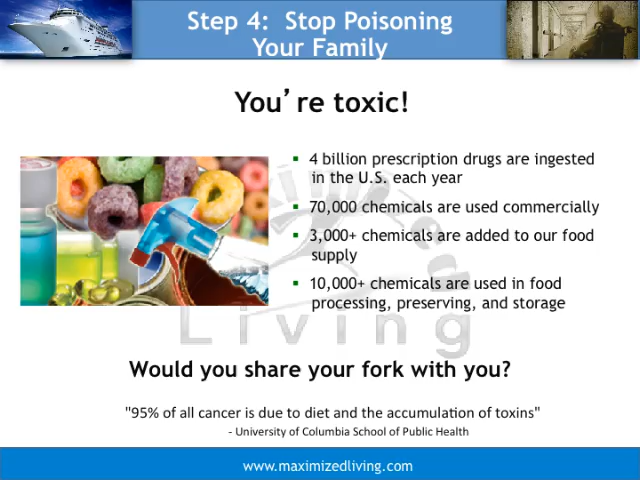 Step 4:  Stop Poisoning
Your Family
You’re toxic!
▪ 4 billion prescription drugs are ingested
in the U.S. each year
▪ 70,000 chemicals are used commercially
▪ 3,000+ chemicals are added to our food
supply
▪ 10,000+ chemicals are used in food
processing, preserving, and storage
Maximized
Living
Would you share your fork with you?
"95% of all cancer is due to diet and the accumulation of toxins"
- University of Columbia School of Public Health
www.maximizedliving.com